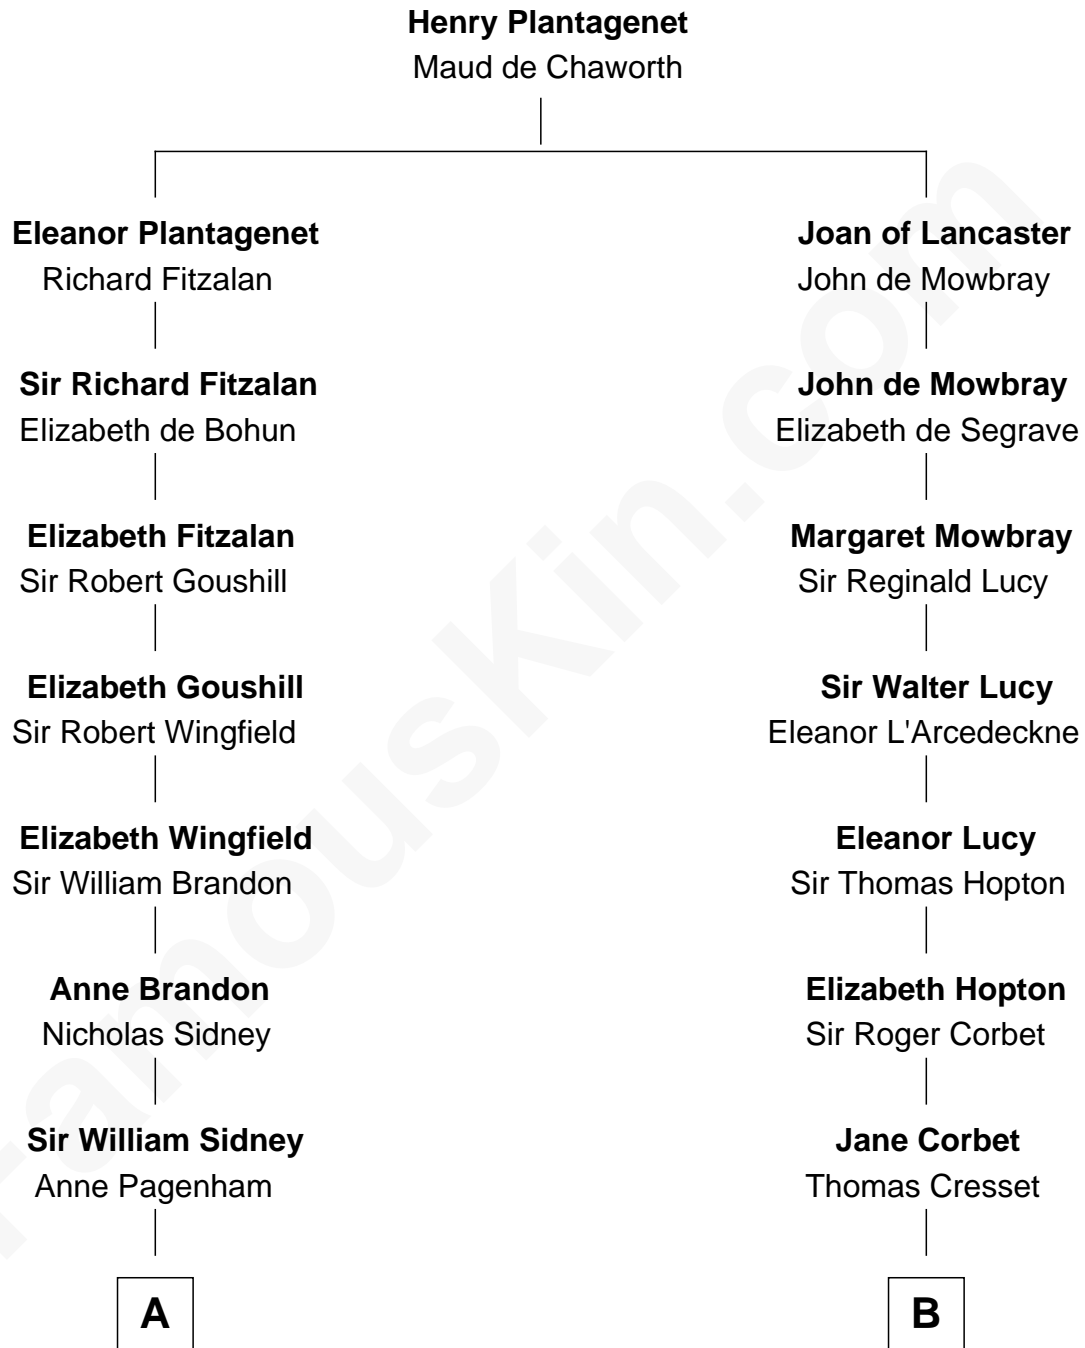 Henry Plantagenet
Maud de Chaworth
Eleanor Plantagenet
Richard Fitzalan
Sir Richard Fitzalan
Elizabeth de Bohun
Elizabeth Fitzalan
Sir Robert Goushill
Elizabeth Goushill
Sir Robert Wingfield
Elizabeth Wingfield
Sir William Brandon
Anne Brandon
Nicholas Sidney
Sir William Sidney
Anne Pagenham
A
Joan of Lancaster
John de Mowbray
John de Mowbray
Elizabeth de Segrave
Margaret Mowbray
Sir Reginald Lucy
Sir Walter Lucy
Eleanor L'Arcedeckne
Eleanor Lucy
Sir Thomas Hopton
Elizabeth Hopton
Sir Roger Corbet
Jane Corbet
Thomas Cresset
B
FamousKin.com